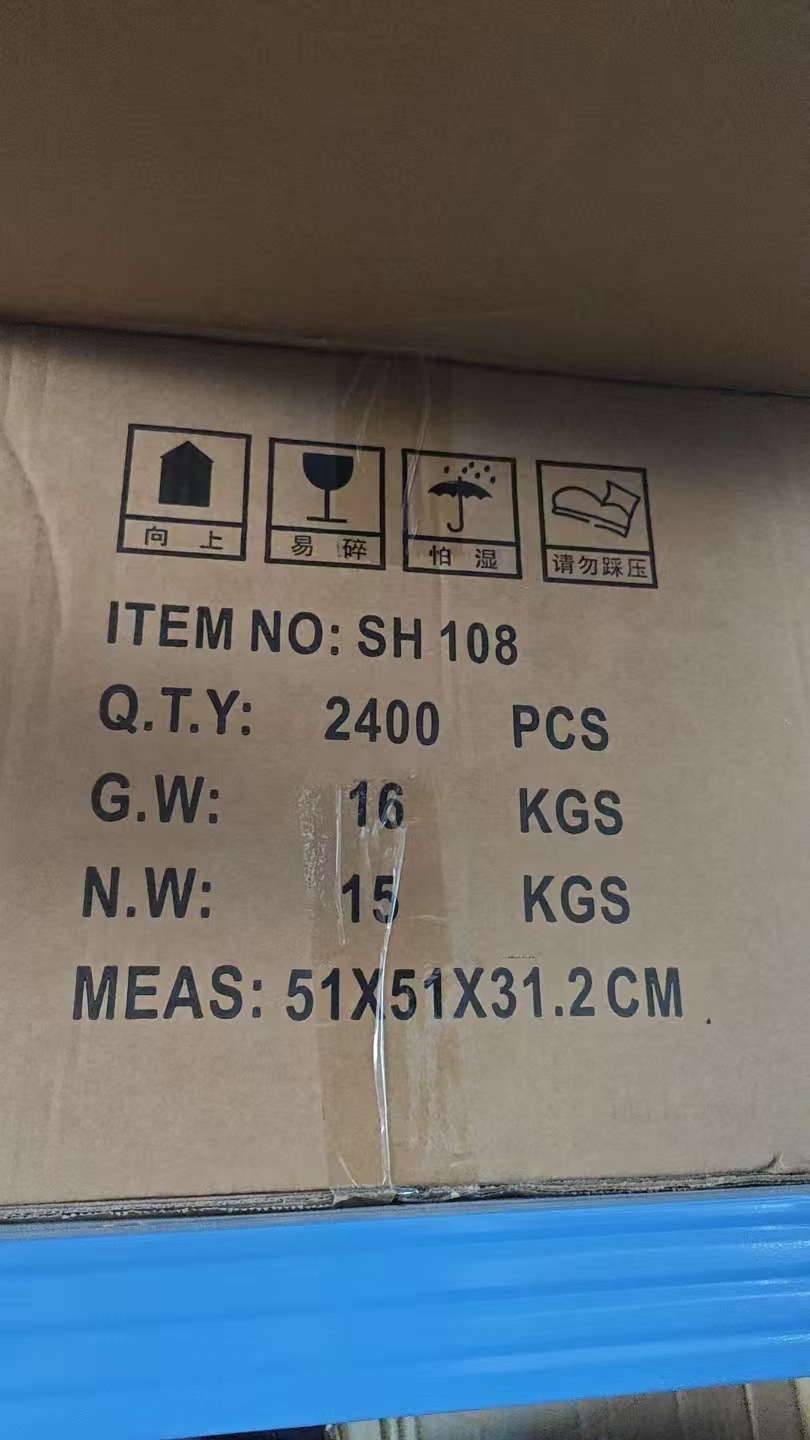 向上 易碎 怕湿 请勿踩压
ITEM NO: SH 108
Q.T.Y: 2400 PCS
G.W: 16 KGS
N.W: 15 KGS
MEAS: 51X51X31.2 CM